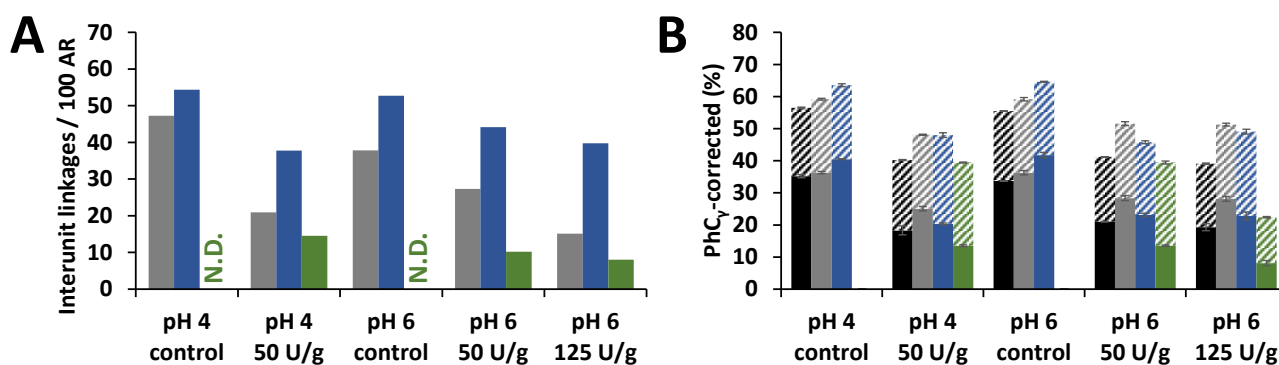 A
Interunit linkages / 100 AR
70
60
50
40
30
20
10
0
N.D.
N.D.
pH 4
control
pH 4
50 U/g
pH 6
control
pH 6
50 U/g
pH 6
125 U/g
B
PhCγ-corrected (%)
80
70
60
50
40
30
20
10
0
pH 4
control
pH 4
50 U/g
pH 6
control
pH 6
50 U/g
pH 6
125 U/g